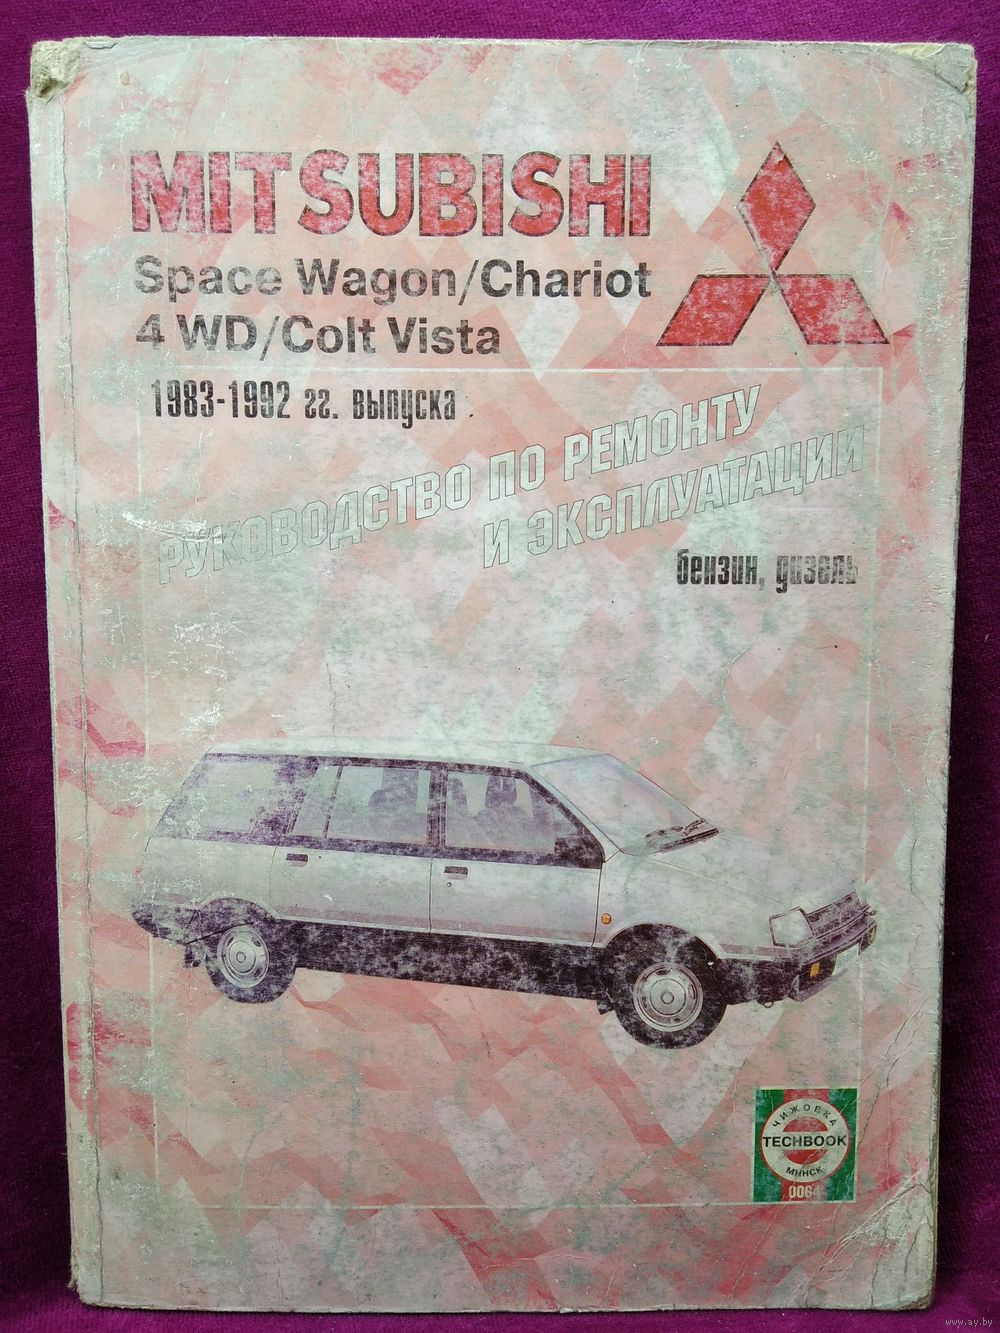 MITSUBISHI
Space Wagon/Chariot
4 WD/Colt Vista
1983-1992 гг. выпуска
РУКОВОДСТВО ПО РЕМОНТУ
И ЭКСПЛУАТАЦИИ
бензин, дизель
ЧИЖОВКА
TECHBOOK
МИНСК
0064
www.ay.by